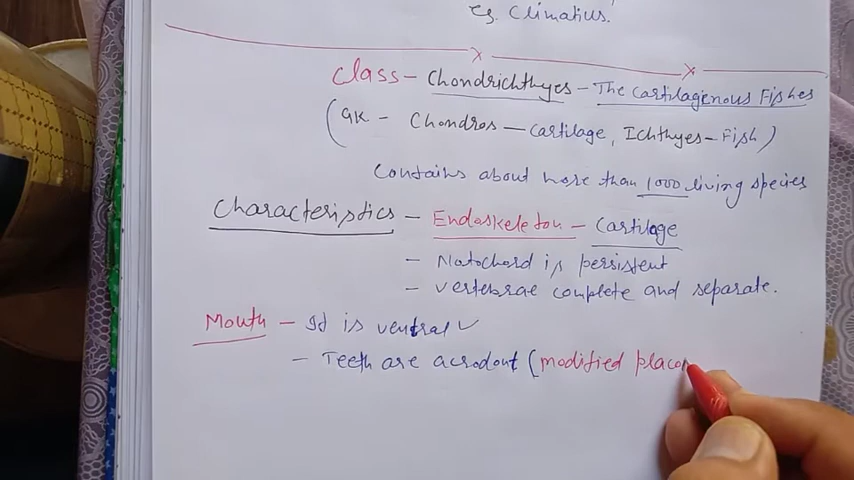 eg. Climatius.
Class - Chondrichthyes - The Cartilagenous Fishes
(GK - Chondros - cartilage, Ichthyes - Fish)
Contains about more than 1000 living species
Characteristics - Endoskeleton - Cartilage
- Notochord is persistent
- Vertebrae complete and separate.
Mouth - It is ventral ✓
- Teeth are acrodont (modified placo